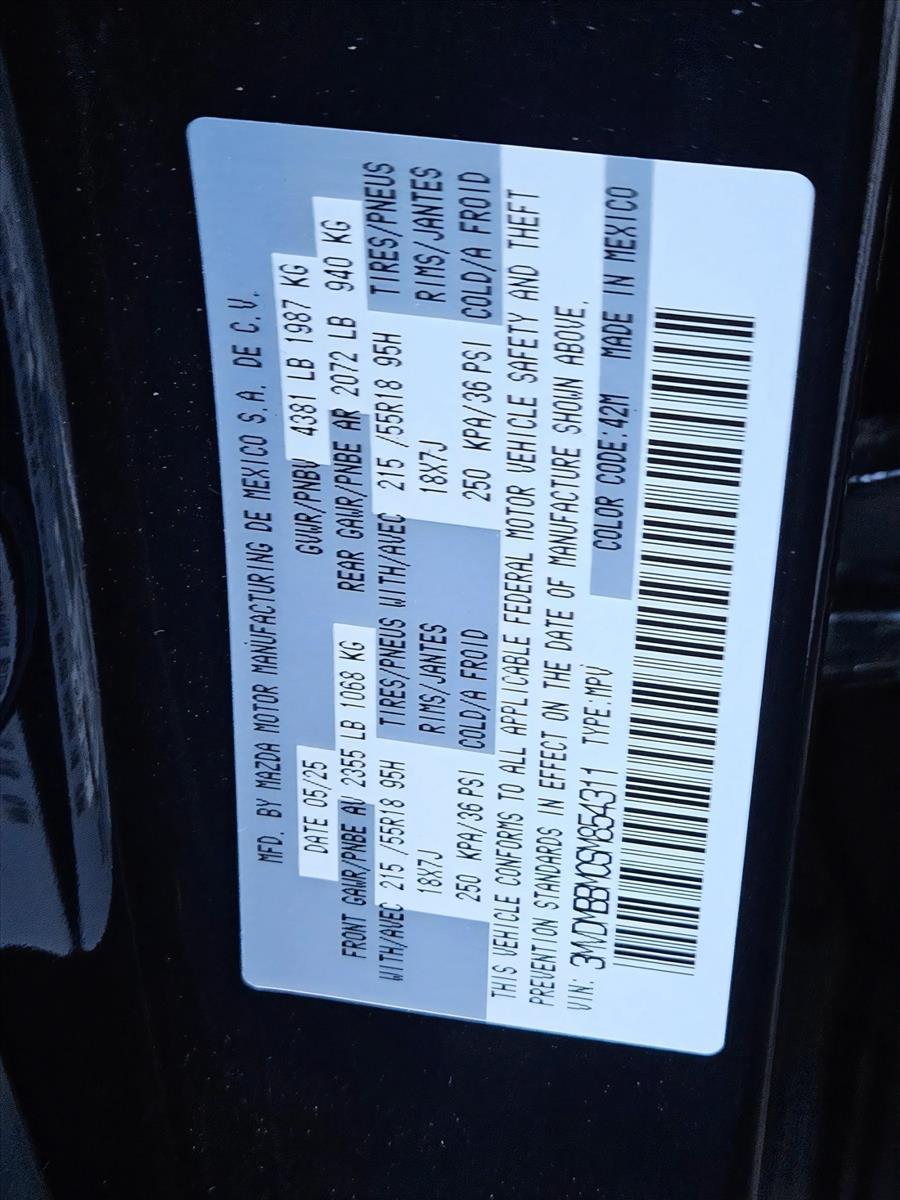 MFD. BY MAZDA MOTOR MANUFACTURING DE MEXICO S.A. DE C.V.
DATE 05/25 GVWR/PNBV 4381 LB 1987 KG
FRONT GAWR/PNBE AV 2355 LB 1068 KG REAR GAWR/PNBE AR 2072 LB 940 KG
WITH/AVEC 215 /55R18 95H TIRES/PNEUS WITH/AVEC 215 /55R18 95H TIRES/PNEUS
18X7J RIMS/JANTES 18X7J RIMS/JANTES
250 KPA/36 PSI COLD/A FROID 250 KPA/36 PSI COLD/A FROID
THIS VEHICLE CONFORMS TO ALL APPLICABLE FEDERAL MOTOR VEHICLE SAFETY AND THEFT
PREVENTION STANDARDS IN EFFECT ON THE DATE OF MANUFACTURE SHOWN ABOVE.
VIN: 3MVDMBBM0SM854311 TYPE:MPV COLOR CODE:42M MADE IN MEXICO